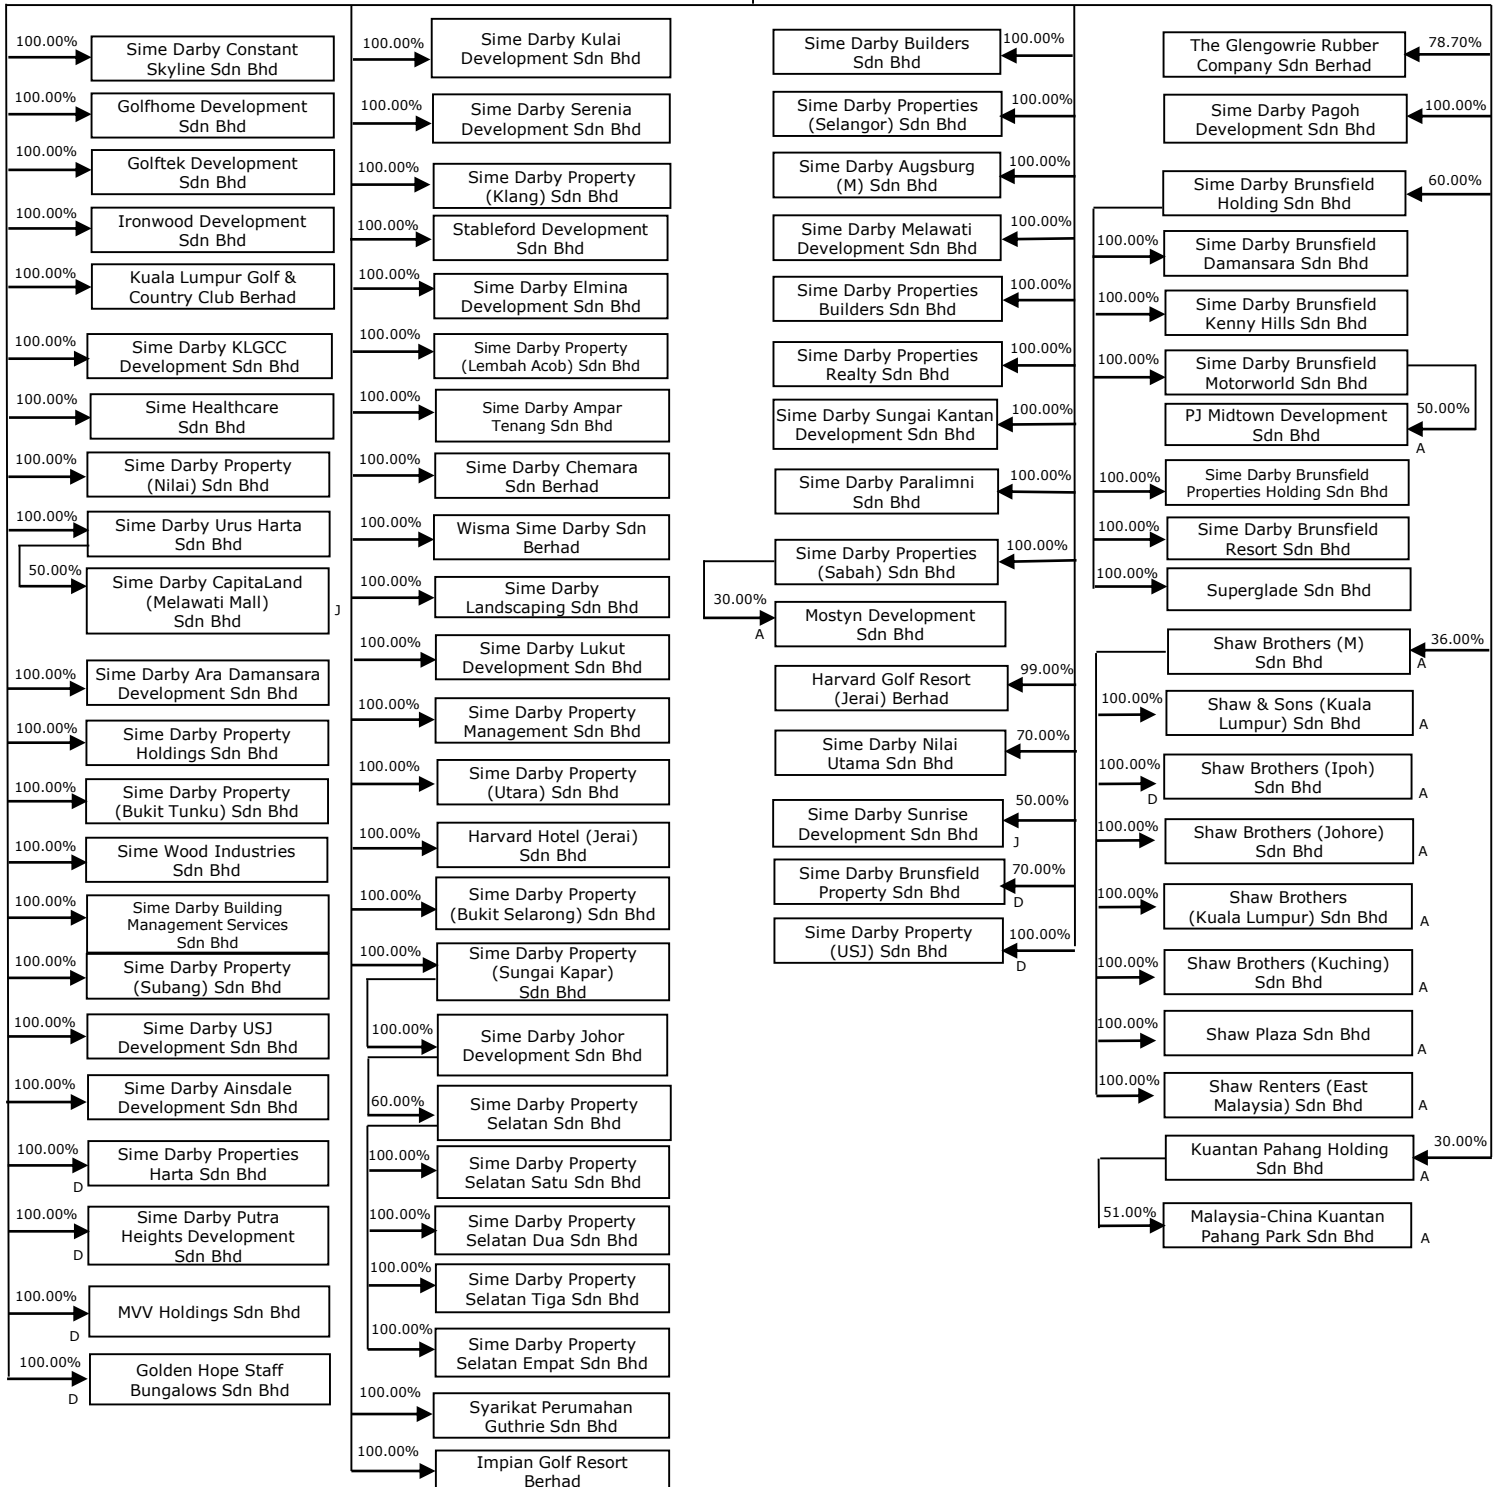 100.00%
Sime Darby Constant
Skyline Sdn Bhd
100.00%
Golfhome Development
Sdn Bhd
100.00%
Golftek Development
Sdn Bhd
100.00%
Ironwood Development
Sdn Bhd
100.00%
Kuala Lumpur Golf &
Country Club Berhad
100.00%
Sime Darby KLGCC
Development Sdn Bhd
100.00%
Sime Healthcare
Sdn Bhd
100.00%
Sime Darby Property
(Nilai) Sdn Bhd
100.00%
Sime Darby Urus Harta
Sdn Bhd
50.00%
Sime Darby CapitaLand
(Melawati Mall)
Sdn Bhd
J
100.00%
Sime Darby Ara Damansara
Development Sdn Bhd
100.00%
Sime Darby Property
Holdings Sdn Bhd
100.00%
Sime Darby Property
(Bukit Tunku) Sdn Bhd
100.00%
Sime Wood Industries
Sdn Bhd
100.00%
Sime Darby Building
Management Services
Sdn Bhd
100.00%
Sime Darby Property
(Subang) Sdn Bhd
100.00%
Sime Darby USJ
Development Sdn Bhd
100.00%
Sime Darby Ainsdale
Development Sdn Bhd
100.00%
Sime Darby Properties
Harta Sdn Bhd
D
100.00%
Sime Darby Putra
Heights Development
Sdn Bhd
D
100.00%
MVV Holdings Sdn Bhd
D
100.00%
Golden Hope Staff
Bungalows Sdn Bhd
D
100.00%
Sime Darby Kulai
Development Sdn Bhd
100.00%
Sime Darby Serenia
Development Sdn Bhd
100.00%
Sime Darby Property
(Klang) Sdn Bhd
100.00%
Stableford Development
Sdn Bhd
100.00%
Sime Darby Elmina
Development Sdn Bhd
100.00%
Sime Darby Property
(Lembah Acob) Sdn Bhd
100.00%
Sime Darby Ampar
Tenang Sdn Bhd
100.00%
Sime Darby Chemara
Sdn Berhad
100.00%
Wisma Sime Darby Sdn
Berhad
100.00%
Sime Darby
Landscaping Sdn Bhd
100.00%
Sime Darby Lukut
Development Sdn Bhd
100.00%
Sime Darby Property
Management Sdn Bhd
100.00%
Sime Darby Property
(Utara) Sdn Bhd
100.00%
Harvard Hotel (Jerai)
Sdn Bhd
100.00%
Sime Darby Property
(Bukit Selarong) Sdn Bhd
100.00%
Sime Darby Property
(Sungai Kapar)
Sdn Bhd
100.00%
Sime Darby Johor
Development Sdn Bhd
60.00%
Sime Darby Property
Selatan Sdn Bhd
100.00%
Sime Darby Property
Selatan Satu Sdn Bhd
100.00%
Sime Darby Property
Selatan Dua Sdn Bhd
100.00%
Sime Darby Property
Selatan Tiga Sdn Bhd
100.00%
Sime Darby Property
Selatan Empat Sdn Bhd
100.00%
Syarikat Perumahan
Guthrie Sdn Bhd
100.00%
Impian Golf Resort
Berhad
Sime Darby Builders
Sdn Bhd
100.00%
Sime Darby Properties
(Selangor) Sdn Bhd
100.00%
Sime Darby Augsburg
(M) Sdn Bhd
100.00%
Sime Darby Melawati
Development Sdn Bhd
100.00%
Sime Darby Properties
Builders Sdn Bhd
100.00%
Sime Darby Properties
Realty Sdn Bhd
100.00%
Sime Darby Sungai Kantan
Development Sdn Bhd
100.00%
Sime Darby Paralimni
Sdn Bhd
100.00%
Sime Darby Properties
(Sabah) Sdn Bhd
100.00%
30.00%
A
Mostyn Development
Sdn Bhd
Harvard Golf Resort
(Jerai) Berhad
99.00%
Sime Darby Nilai
Utama Sdn Bhd
70.00%
Sime Darby Sunrise
Development Sdn Bhd
50.00%
J
Sime Darby Brunsfield
Property Sdn Bhd
70.00%
D
Sime Darby Property
(USJ) Sdn Bhd
100.00%
D
The Glengowrie Rubber
Company Sdn Berhad
78.70%
Sime Darby Pagoh
Development Sdn Bhd
100.00%
Sime Darby Brunsfield
Holding Sdn Bhd
60.00%
100.00%
Sime Darby Brunsfield
Damansara Sdn Bhd
100.00%
Sime Darby Brunsfield
Kenny Hills Sdn Bhd
100.00%
Sime Darby Brunsfield
Motorworld Sdn Bhd
PJ Midtown Development
Sdn Bhd
50.00%
A
100.00%
Sime Darby Brunsfield
Properties Holding Sdn Bhd
100.00%
Sime Darby Brunsfield
Resort Sdn Bhd
100.00%
Superglade Sdn Bhd
Shaw Brothers (M)
Sdn Bhd
36.00%
A
100.00%
Shaw & Sons (Kuala
Lumpur) Sdn Bhd
A
100.00%
D
Shaw Brothers (Ipoh)
Sdn Bhd
A
100.00%
Shaw Brothers (Johore)
Sdn Bhd
A
100.00%
Shaw Brothers
(Kuala Lumpur) Sdn Bhd
A
100.00%
Shaw Brothers (Kuching)
Sdn Bhd
A
100.00%
Shaw Plaza Sdn Bhd
A
100.00%
Shaw Renters (East
Malaysia) Sdn Bhd
A
Kuantan Pahang Holding
Sdn Bhd
30.00%
A
51.00%
Malaysia-China Kuantan
Pahang Park Sdn Bhd
A